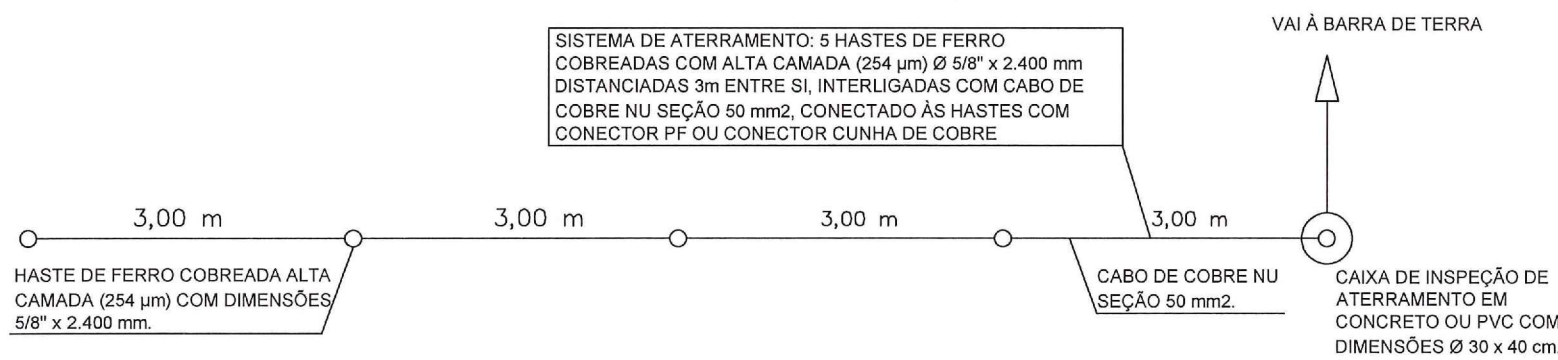 VAI À BARRA DE TERRA
SISTEMA DE ATERRAMENTO: 5 HASTES DE FERRO
COBREADAS COM ALTA CAMADA (254 µm) Ø 5/8" x 2.400 mm
DISTANCIADAS 3m ENTRE SI, INTERLIGADAS COM CABO DE
COBRE NU SEÇÃO 50 mm2, CONECTADO ÀS HASTES COM
CONECTOR PF OU CONECTOR CUNHA DE COBRE
3,00 m
3,00 m
3,00 m
3,00 m
HASTE DE FERRO COBREADA ALTA
CAMADA (254 µm) COM DIMENSÕES
5/8" x 2.400 mm.
CABO DE COBRE NU
SEÇÃO 50 mm2.
CAIXA DE INSPEÇÃO DE
ATERRAMENTO EM
CONCRETO OU PVC COM
DIMENSÕES Ø 30 x 40 cm